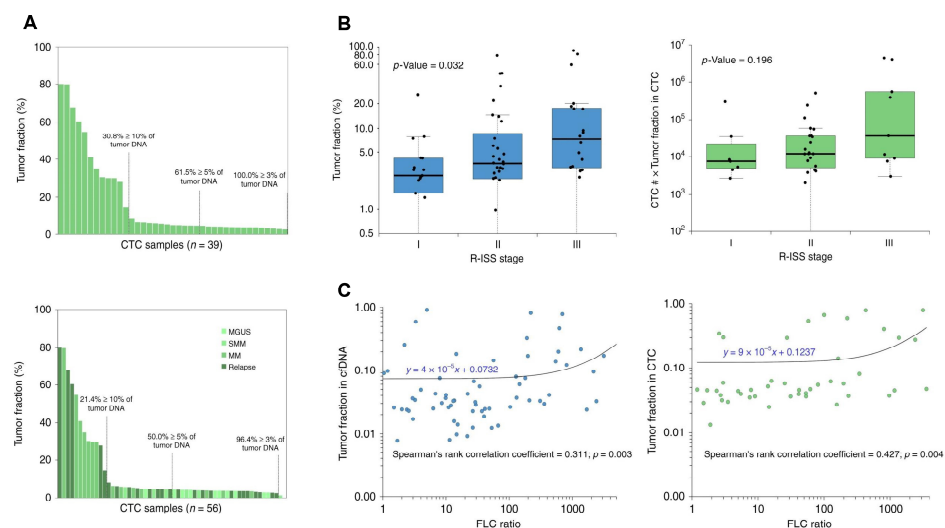 A
100
80
60
40
20
0
Tumor fraction (%)
30.8% ≥ 10% of
tumor DNA
61.5% ≥ 5% of
tumor DNA
100.0% ≥ 3% of
tumor DNA
CTC samples (n = 39)
100
80
60
40
20
0
Tumor fraction (%)
MGUS
SMM
MM
Relapse
21.4% ≥ 10% of
tumor DNA
50.0% ≥ 5% of
tumor DNA
96.4% ≥ 3% of
tumor DNA
CTC samples (n = 56)
B
100.0
80.0
60.0
20.0
10.0
5.0
1.0
0.5
Tumor fraction (%)
p-Value = 0.032
I II III
R-ISS stage
10⁷
10⁶
10⁵
10⁴
10³
10²
CTC # × Tumor fraction in CTC
p-Value = 0.196
I II III
R-ISS stage
C
1.00
0.10
0.01
0.00
Tumor fraction in cfDNA
y = 4 × 10⁻⁵x + 0.0732
Spearman's rank correlation coefficient = 0.311, p = 0.003
1 10 100 1000
FLC ratio
1.00
0.10
0.01
0.00
Tumor fraction in CTC
y = 9 × 10⁻⁵x + 0.1237
Spearman's rank correlation coefficient = 0.427, p = 0.004
1 10 100 1000
FLC ratio